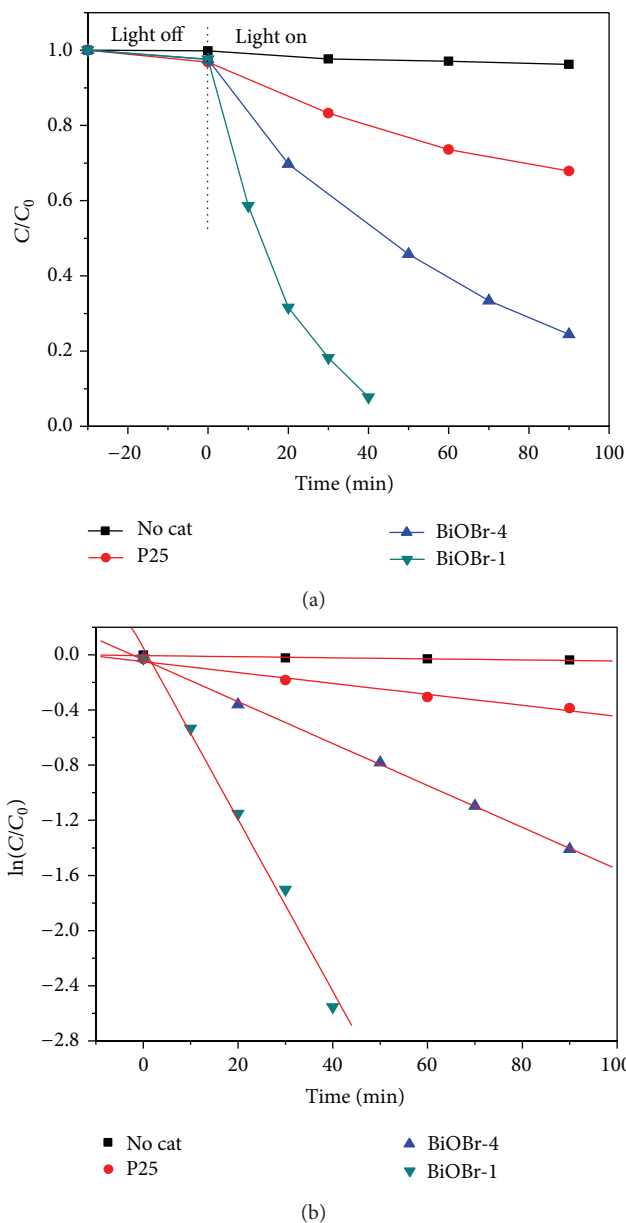 Light off Light on
1.0
0.8
0.6
0.4
0.2
0.0
C/C₀
−20 0 20 40 60 80 100
Time (min)
No cat BiOBr-4
P25 BiOBr-1
(a)
0.0
−0.4
−0.8
−1.2
−1.6
−2.0
−2.4
−2.8
ln(C/C₀)
0 20 40 60 80 100
Time (min)
No cat BiOBr-4
P25 BiOBr-1
(b)